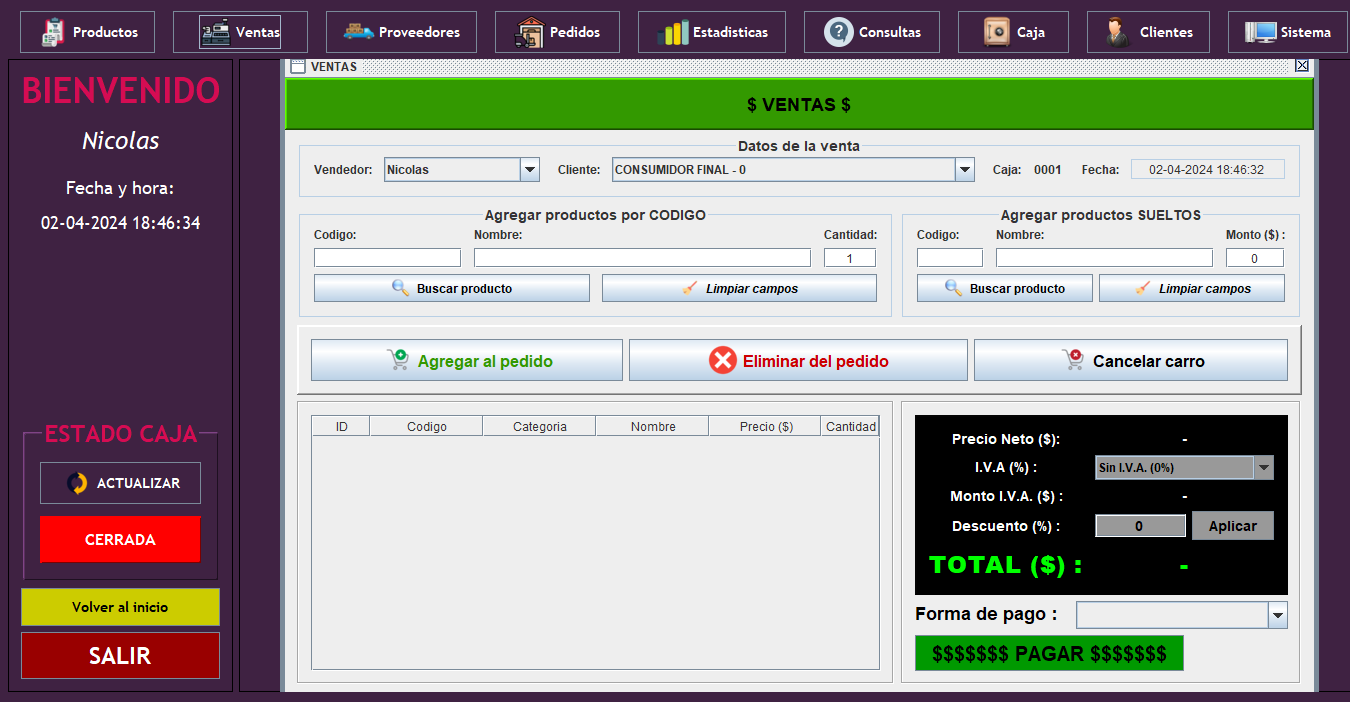 Productos Ventas Proveedores Pedidos Estadisticas Consultas Caja Clientes Sistema
BIENVENIDO
Nicolas
Fecha y hora:
02-04-2024 18:46:34
ESTADO CAJA
ACTUALIZAR
CERRADA
Volver al inicio
SALIR
VENTAS
$ VENTAS $
Datos de la venta
Vendedor: Nicolas Cliente: CONSUMIDOR FINAL - 0 Caja: 0001 Fecha: 02-04-2024 18:46:32
Agregar productos por CODIGO
Codigo: Nombre: Cantidad:
1
Buscar producto Limpiar campos
Agregar productos SUELTOS
Codigo: Nombre: Monto ($) :
0
Buscar producto Limpiar campos
Agregar al pedido Eliminar del pedido Cancelar carro
ID Codigo Categoria Nombre Precio ($) Cantidad
Precio Neto ($): -
I.V.A (%) : Sin I.V.A. (0%)
Monto I.V.A. ($) : -
Descuento (%) : 0 Aplicar
TOTAL ($) : -
Forma de pago :
$$$$$$$ PAGAR $$$$$$$